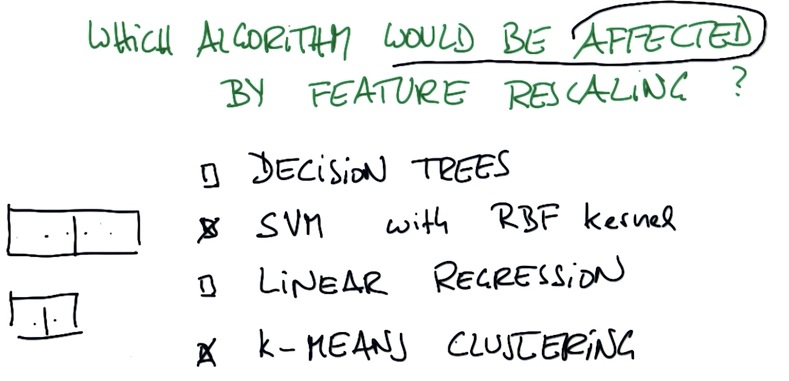 WHICH ALGORITHM WOULD BE AFFECTED
BY FEATURE RESCALING ?
DECISION TREES
SVM with RBF kernel
LINEAR REGRESSION
K-MEANS CLUSTERING